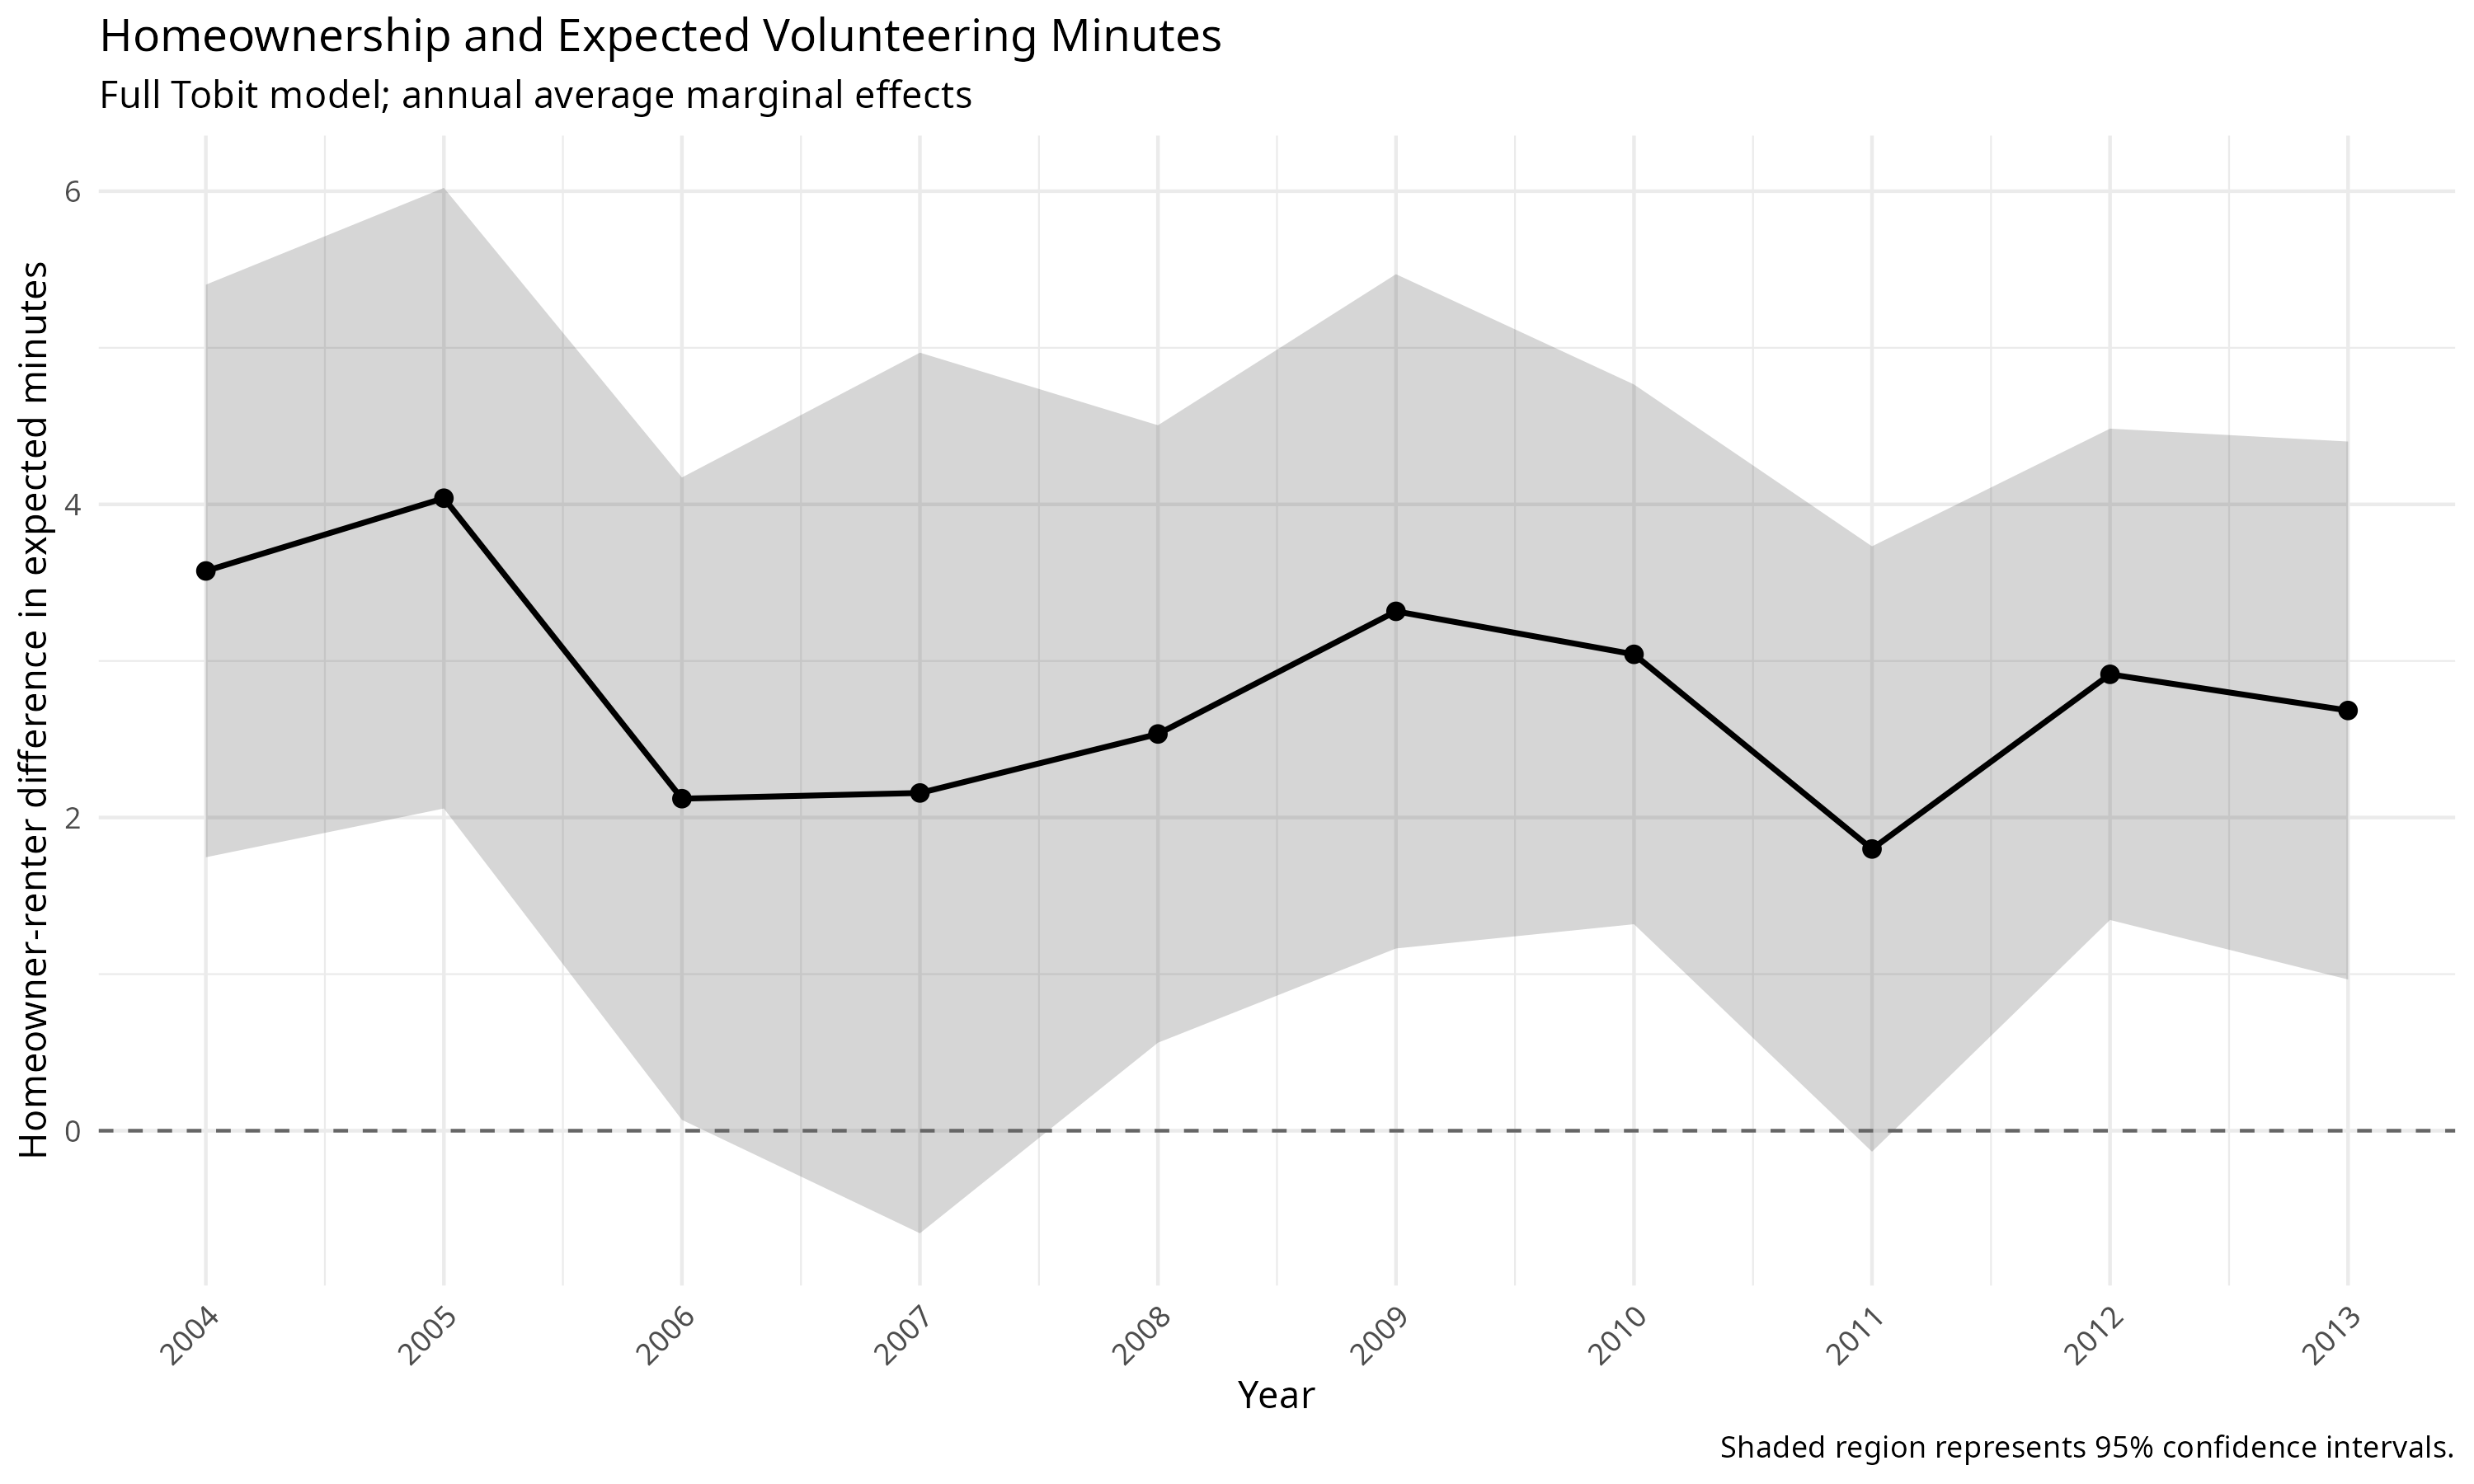 Homeownership and Expected Volunteering Minutes
Full Tobit model; annual average marginal effects
Homeowner-renter difference in expected minutes
6
4
2
0
2004
2005
2006
2007
2008
2009
2010
2011
2012
2013
Year
Shaded region represents 95% confidence intervals.